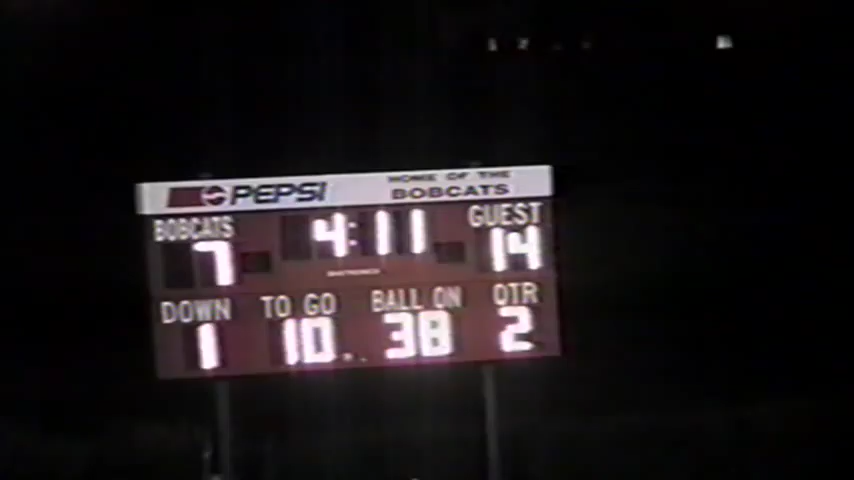 PEPSI HOME OF THE
BOBCATS
BOBCATS 4:11 GUEST
7 14
DOWN TO GO BALL ON QTR
1 10 38 2